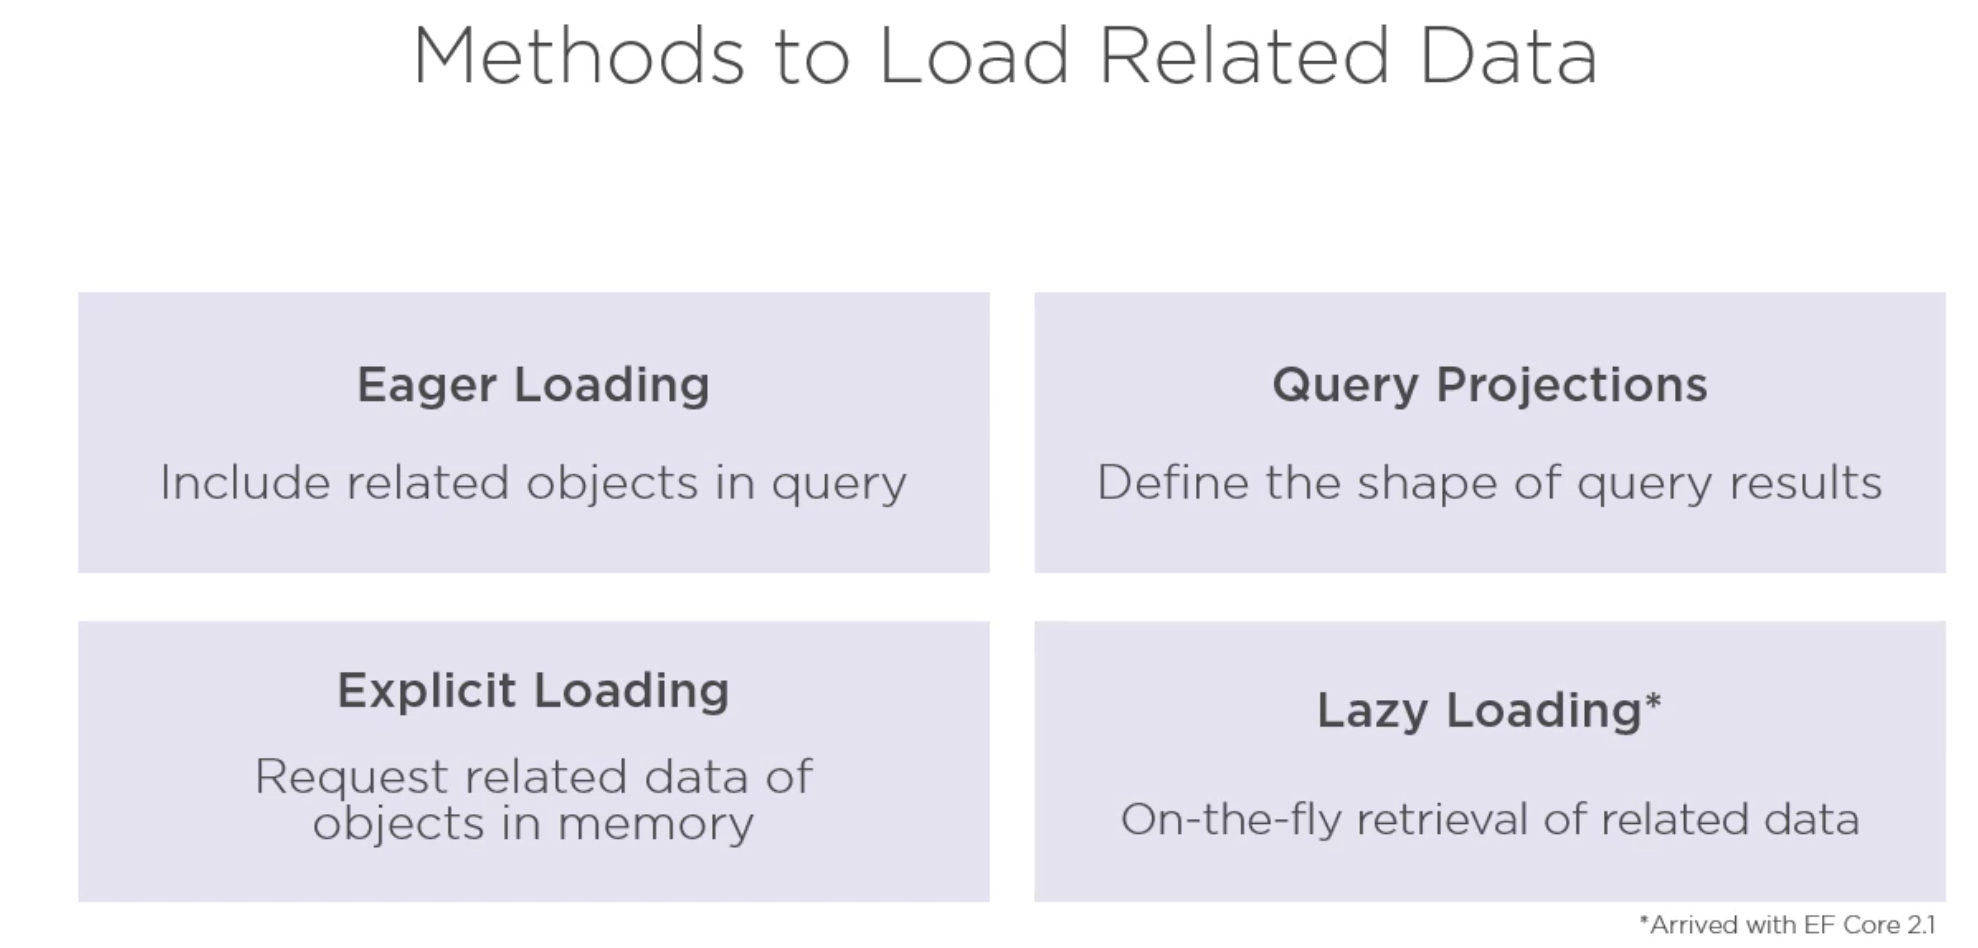 Methods to Load Related Data
Eager Loading
Include related objects in query
Query Projections
Define the shape of query results
Explicit Loading
Request related data of
objects in memory
Lazy Loading*
On-the-fly retrieval of related data
*Arrived with EF Core 2.1